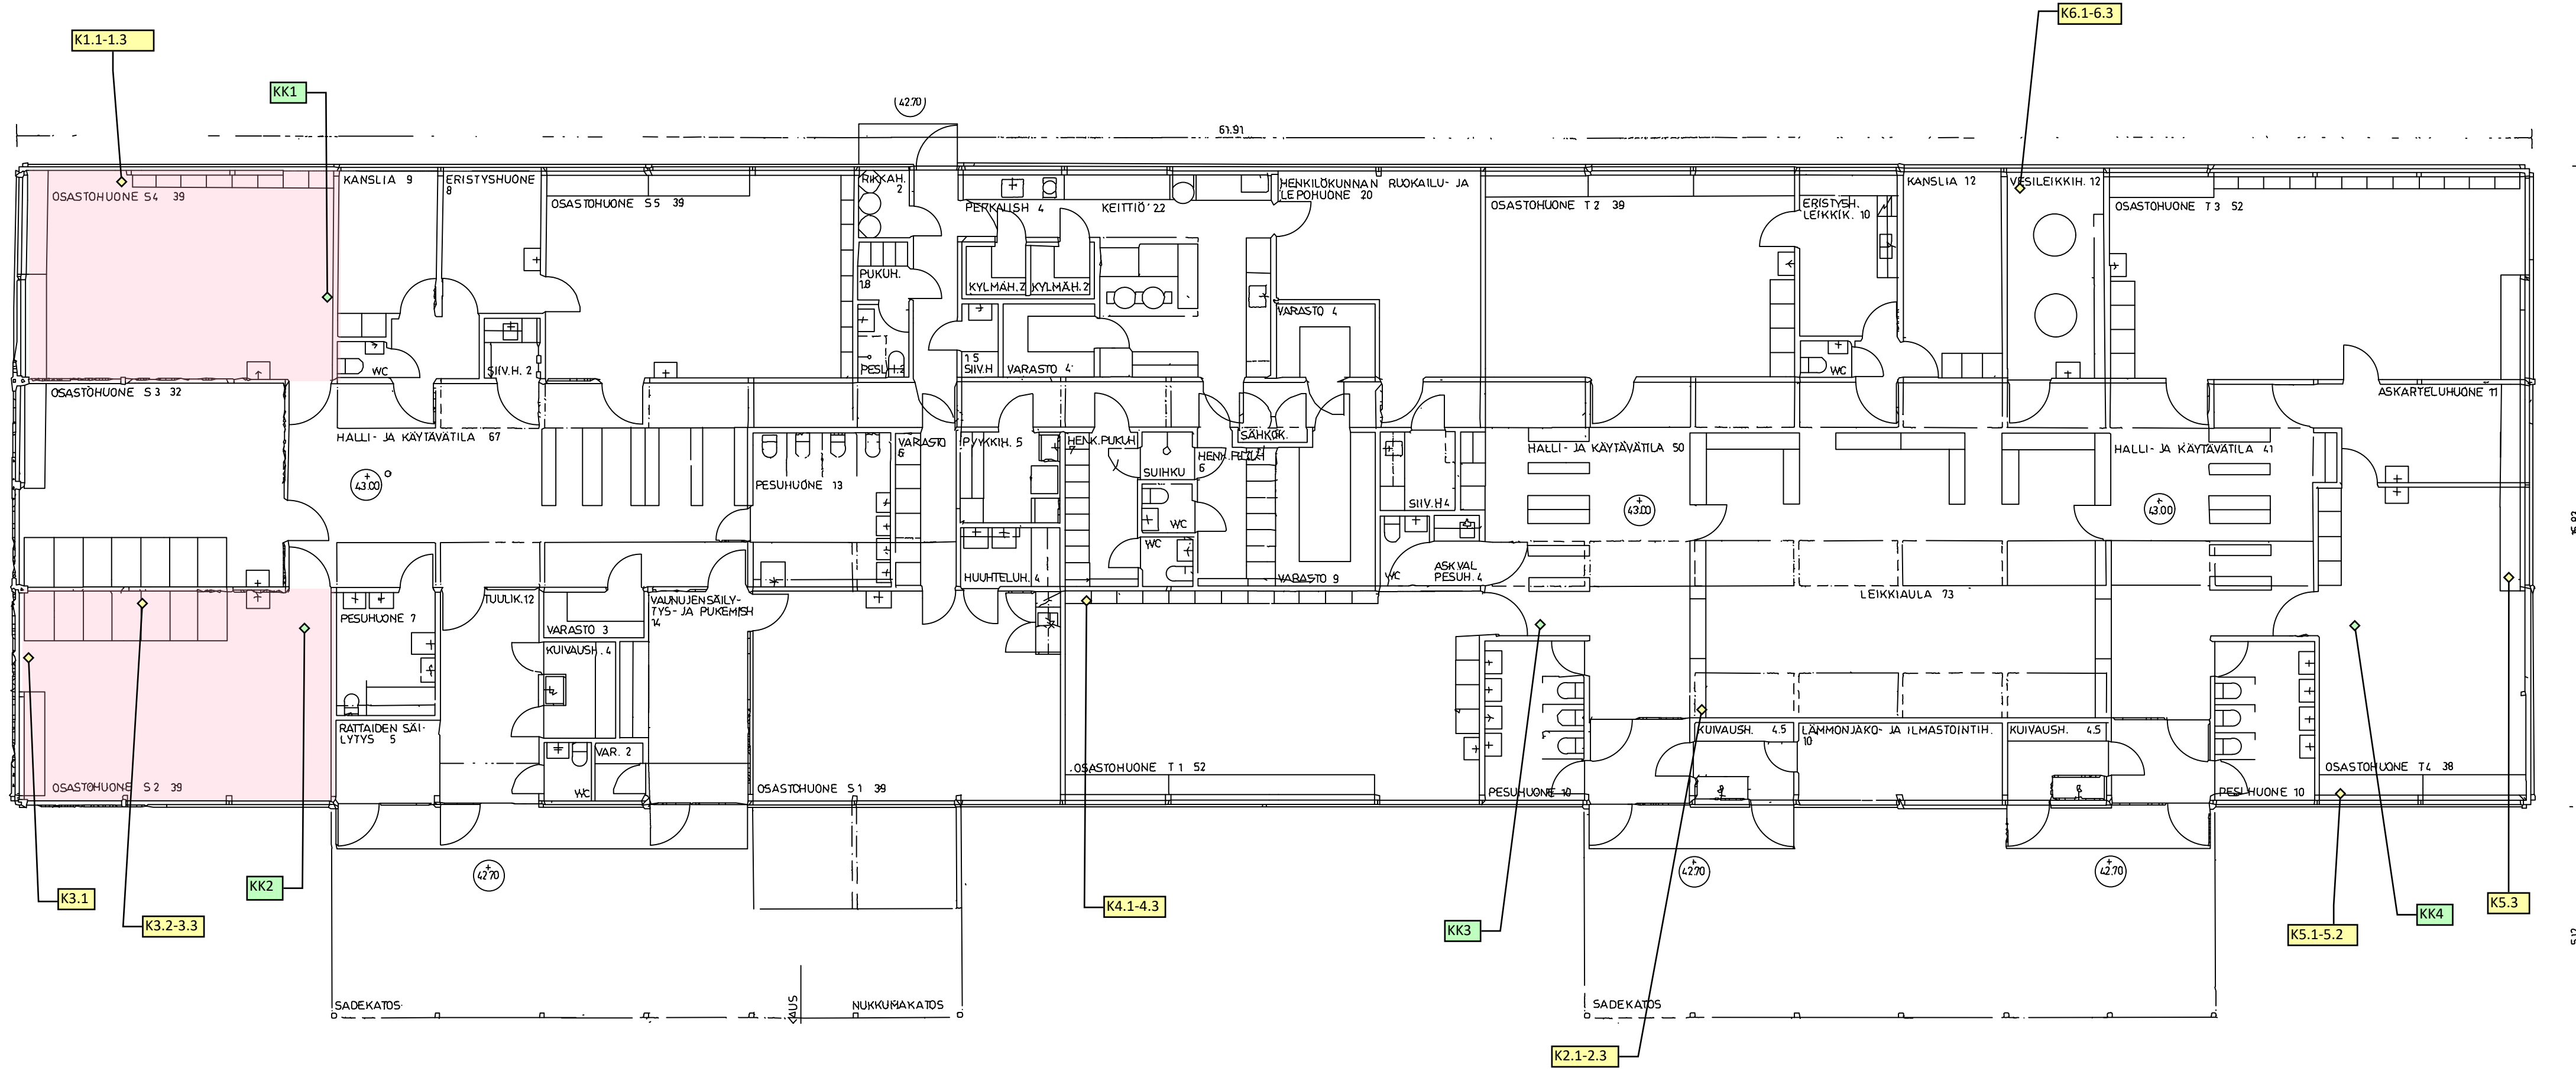 K6.1-6.3
K1.1-1.3
KK1
42.70
61.91
KANSLIA 9
ERISTYSHUONE
8
RIKKAH.
2
HENKILÖKUNNAN RUOKAILU- JA
LEPOHUONE 20
KANSLIA 12
VESILEIKKIH. 12
OSASTOHUONE S4 39
OSASTOHUONE S5 39
PERKAUSH 4
KEITTIÖ 22
OSASTOHUONE T2 39
ERISTYSH.
LEIKKIK. 10
OSASTOHUONE T3 52
PUKUH.
1.8
KYLMÄH. 2
KYLMÄH. 2
VARASTO 4
WC
SIIV.H. 2
1.5
SIIV.H
VARASTO 4
WC
OSASTOHUONE S3 32
ASKARTELUHUONE 11
HALLI- JA KÄYTÄVÄTILA 67
VARASTO
6
PYYKKIH. 5
HENK.PUKUH
7
SÄHKÖK.
HALLI- JA KÄYTÄVÄTILA 50
HALLI- JA KÄYTÄVÄTILA 41
6
SUIHKU
+
43.00
PESUHUONE 13
SIIV.H 4
+
43.00
+
43.00
WC
WC
HUUHTELUH. 4
VARASTO 9
WC
ASK.VAL
PESUH. 4
LEIKKIAULA 73
PESUHUONE 7
TUULIK.12
VARASTO 3
VAUNUJENSÄILY-
TYS- JA PUKEMISH
14
KUIVAUSH. 4
RATTAIDEN SÄI-
LYTYS 5
VAR. 2
WC
KUIVAUSH. 4.5
LÄMMÖNJAKO- JA ILMASTOINTIH.
10
KUIVAUSH. 4.5
OSASTOHUONE S2 39
OSASTOHUONE S1 39
OSASTOHUONE T1 52
PESUHUONE 10
PESUHUONE 10
OSASTOHUONE T4 38
+
42.70
+
42.70
+
42.70
K3.1
KK2
K3.2-3.3
K4.1-4.3
KK3
K5.1-5.2
KK4
K5.3
SADEKATOS
NUKKUMAKATOS
SADEKATOS
K2.1-2.3